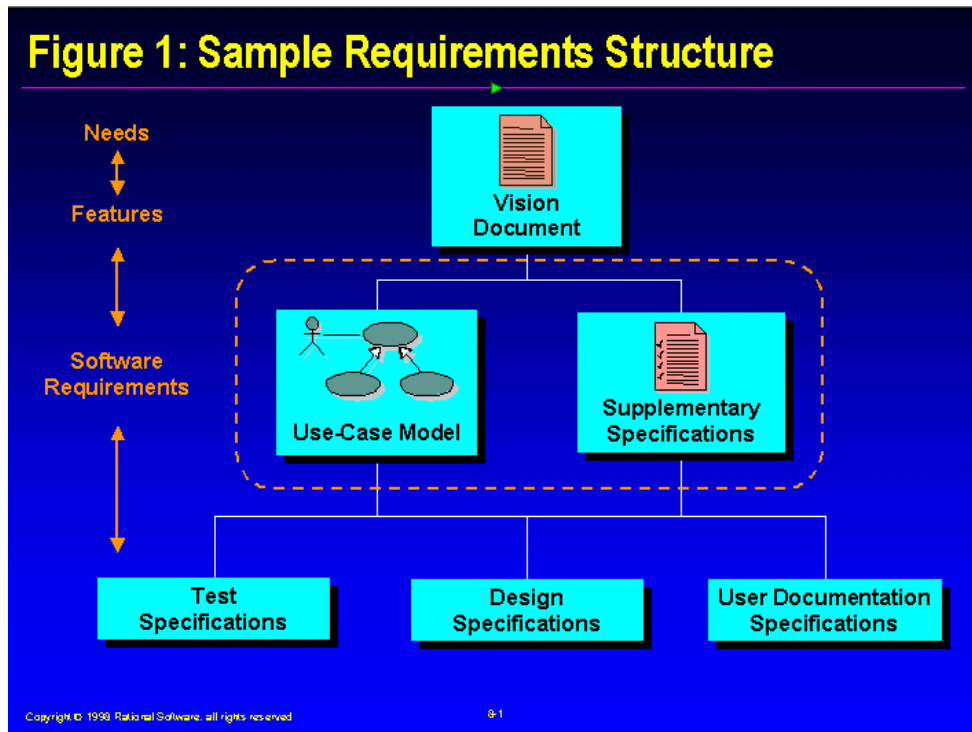 Figure 1: Sample Requirements Structure
Needs
Features
Software
Requirements
Vision
Document
Use-Case Model
Supplementary
Specifications
Test
Specifications
Design
Specifications
User Documentation
Specifications
Copyright © 1998 Rational Software, all rights reserved
8-1